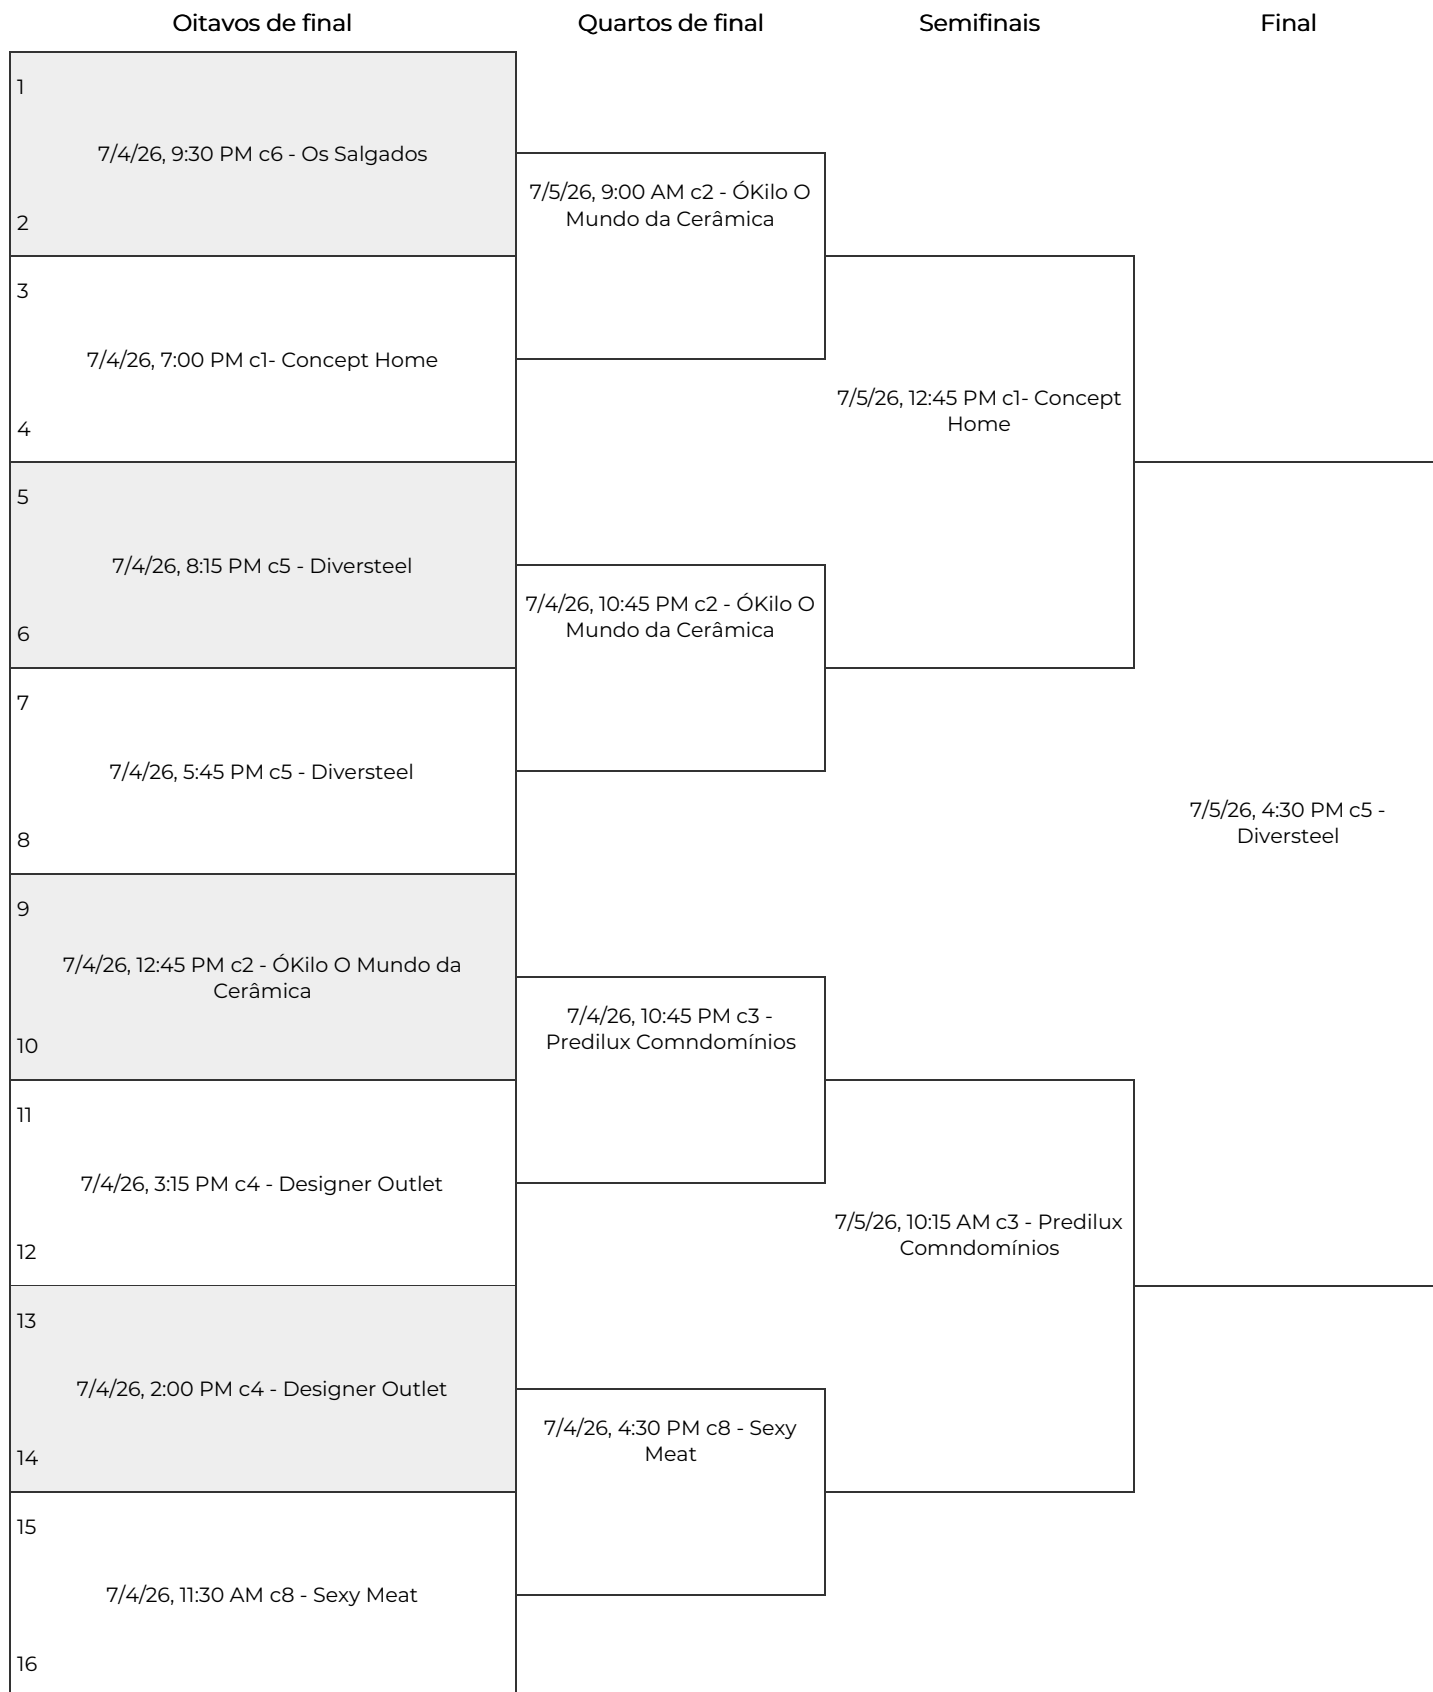 Oitavos de final
Quartos de final
Semifinais
Final
1
7/4/26, 9:30 PM c6 - Os Salgados
2
3
7/4/26, 7:00 PM c1- Concept Home
4
5
7/4/26, 8:15 PM c5 - Diversteel
6
7
7/4/26, 5:45 PM c5 - Diversteel
8
9
7/4/26, 12:45 PM c2 - ÓKilo O Mundo da
Cerâmica
10
11
7/4/26, 3:15 PM c4 - Designer Outlet
12
13
7/4/26, 2:00 PM c4 - Designer Outlet
14
15
7/4/26, 11:30 AM c8 - Sexy Meat
16
7/5/26, 9:00 AM c2 - ÓKilo O
Mundo da Cerâmica
7/4/26, 10:45 PM c2 - ÓKilo O
Mundo da Cerâmica
7/4/26, 10:45 PM c3 -
Predilux Comndomínios
7/4/26, 4:30 PM c8 - Sexy
Meat
7/5/26, 12:45 PM c1- Concept
Home
7/5/26, 10:15 AM c3 - Predilux
Comndomínios
7/5/26, 4:30 PM c5 -
Diversteel